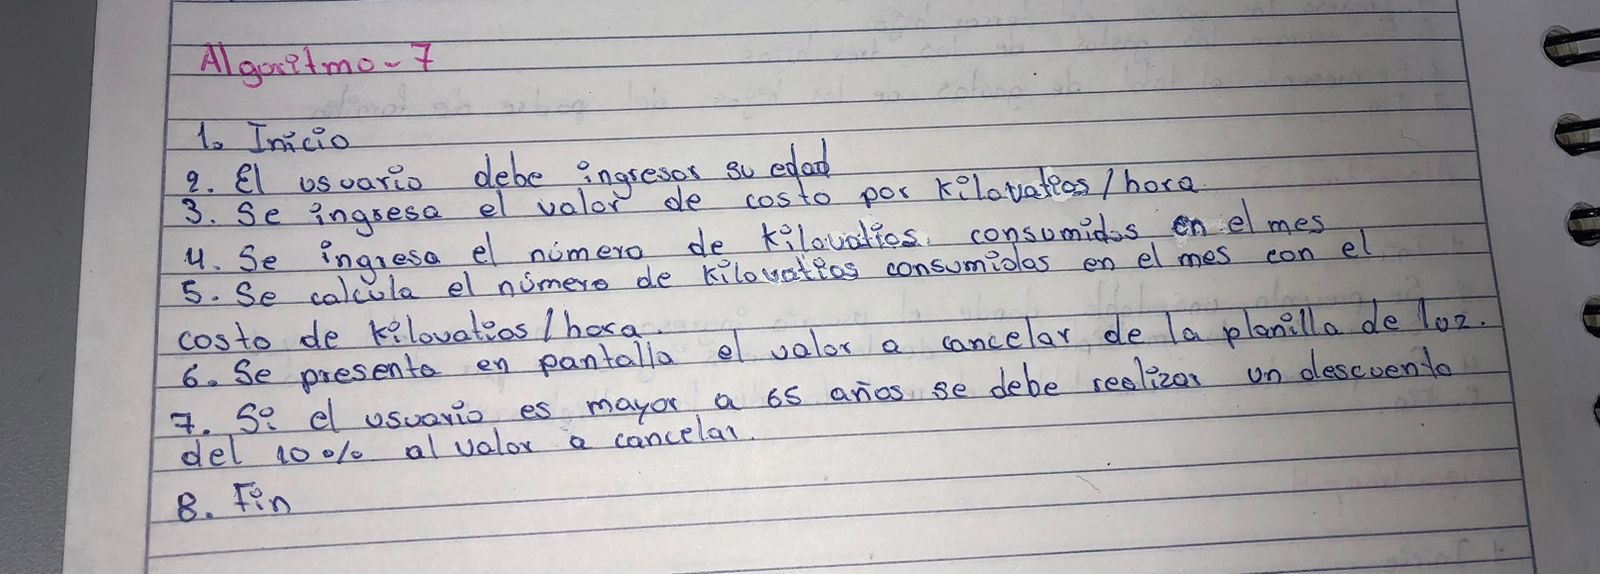 Algoritmo-7
1. Inicio
2. El usuario debe ingresar su edad
3. Se ingresa el valor de costo por kilovatios/hora
4. Se ingresa el número de kilovatios consumidos en el mes
5. Se calcula el número de kilovatios consumidos en el mes con el
costo de kilovatios/hora
6. Se presenta en pantalla el valor a cancelar de la planilla de luz.
7. Si el usuario es mayor a 65 años se debe realizar un descuento
del 10% al valor a cancelar.
8. Fin